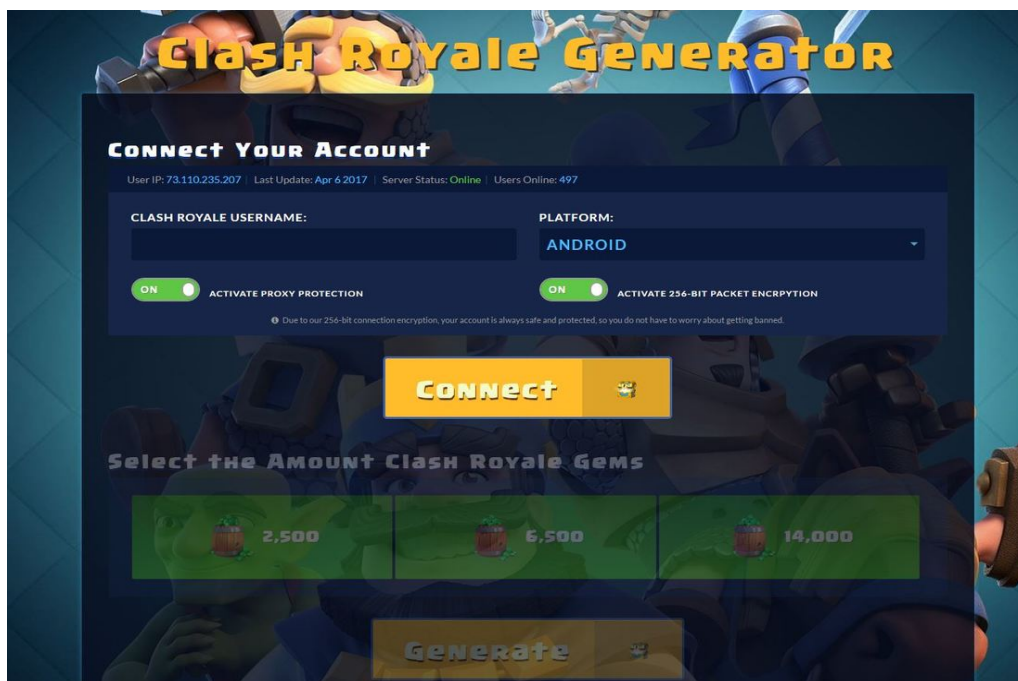 Clash Royale Generator
Connect Your Account
User IP: 73.110.235.207 | Last Update: Apr 6 2017 | Server Status: Online | Users Online: 497
CLASH ROYALE USERNAME:
PLATFORM:
ANDROID
ON ACTIVATE PROXY PROTECTION
ON ACTIVATE 256-BIT PACKET ENCRPYTION
Due to our 256-bit connection encryption, your account is always safe and protected, so you do not have to worry about getting banned.
Connect
Select the Amount Clash Royale Gems
2,500
6,500
14,000
Generate